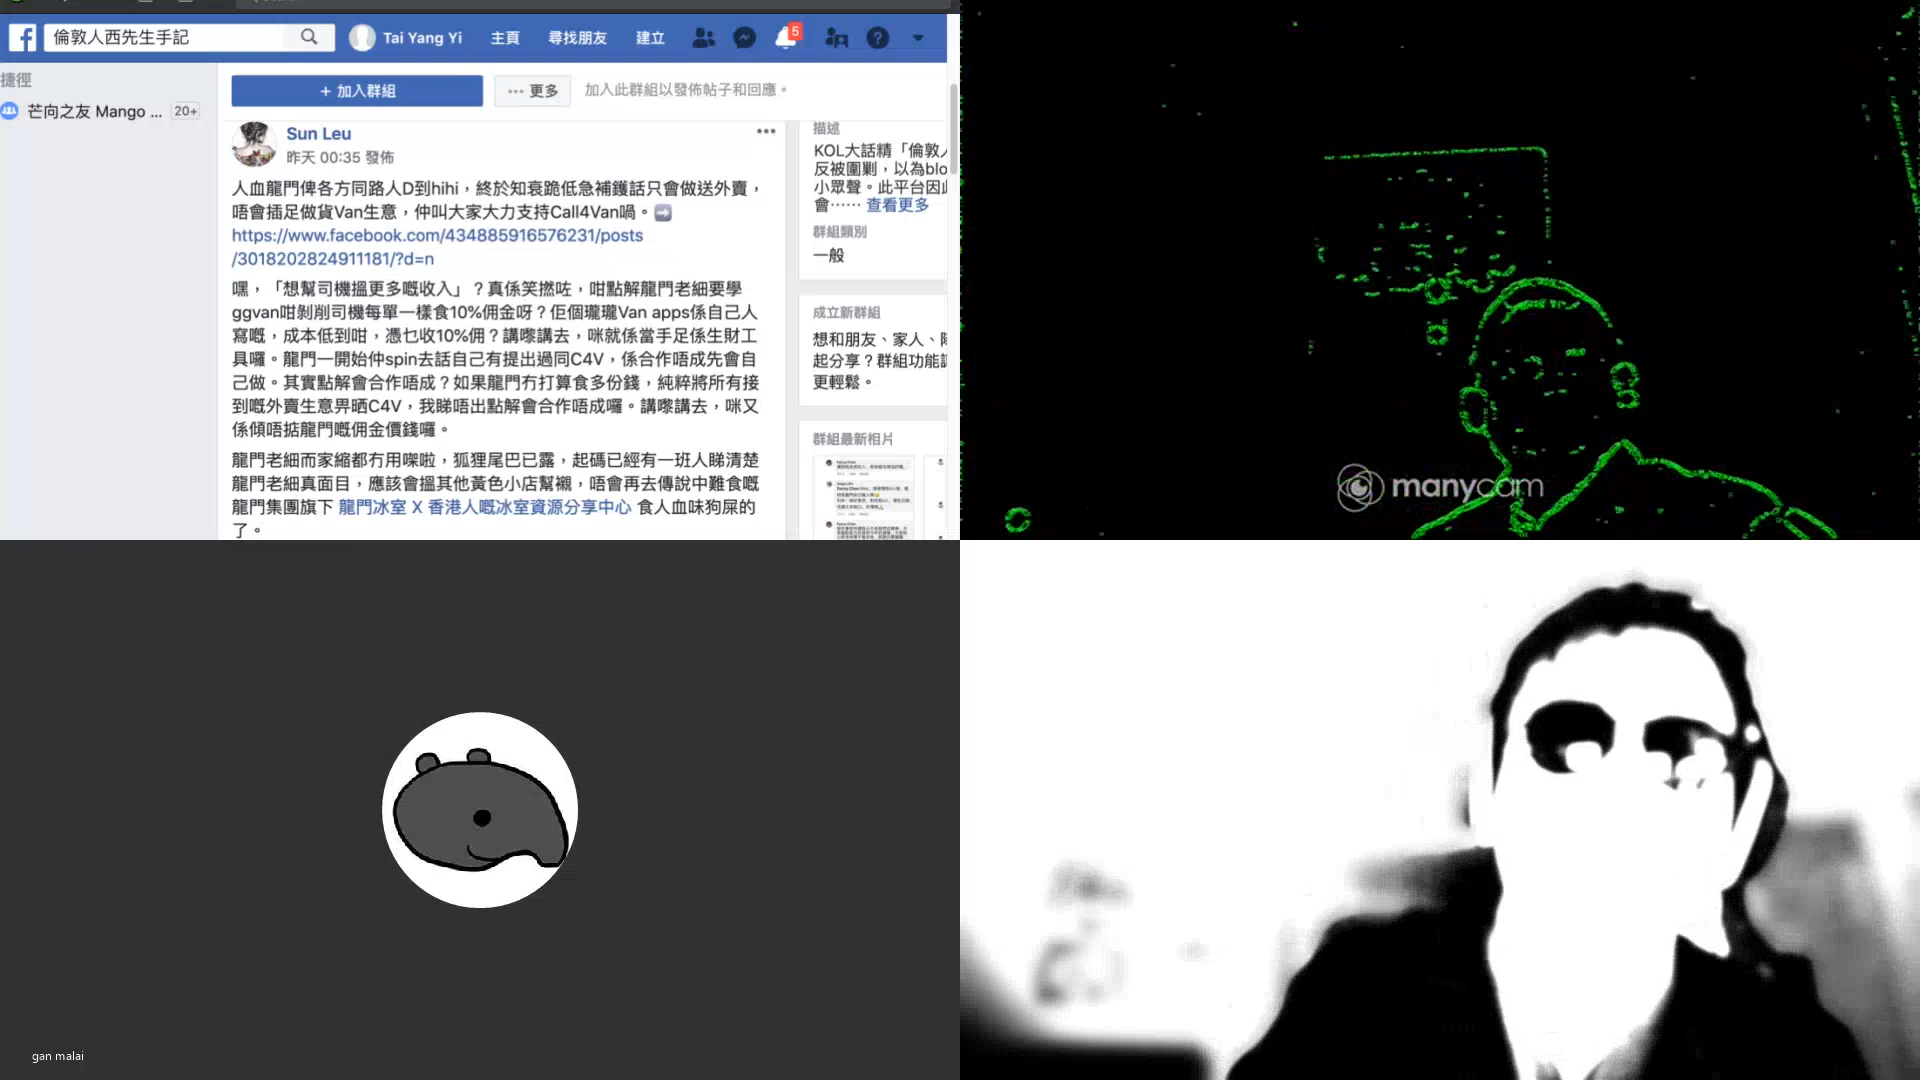 倫敦人西先生手記
Tai Yang Yi
主頁
尋找朋友
建立
5
捷徑
芒向之友 Mango ...
20+
+ 加入群組
••• 更多
加入此群組以發佈帖子和回應。
Sun Leu
昨天 00:35 發佈
人血龍門俾各方同路人D到hihi，終於知衰跪低急補鑊話只會做送外賣，
唔會插足做貨Van生意，仲叫大家大力支持Call4Van喎。➡
https://www.facebook.com/434885916576231/posts
/3018202824911181/?d=n
嘿，「想幫司機搵更多嘅收入」？真係笑撚咗，咁點解龍門老細要學
ggvan咁剝削司機每單一樣食10%佣金呀？佢個瓏瓏Van apps係自己人
寫嘅，成本低到咁，憑乜收10%佣？講嚟講去，咪就係當手足係生財工
具囉。龍門一開始仲spin去話自己有提出過同C4V，係合作唔成先會自
己做。其實點解會合作唔成？如果龍門冇打算食多份錢，純粹將所有接
到嘅外賣生意畀晒C4V，我睇唔出點解會合作唔成囉。講嚟講去，咪又
係傾唔掂龍門嘅佣金價錢囉。
龍門老細而家縮都冇用㗎啦，狐狸尾巴已露，起碼已經有一班人睇清楚
龍門老細真面目，應該會搵其他黃色小店幫襯，唔會再去傳說中難食嘅
龍門集團旗下 龍門冰室 X 香港人嘅冰室資源分享中心 食人血味狗屎的
了。
描述
KOL大話精「倫敦人
反被圍剿，以為blo
小眾聲。此平台因此
會⋯⋯ 查看更多
群組類別
一般
成立新群組
想和朋友、家人、隊
起分享？群組功能讓
更輕鬆。
群組最新相片
manycam
gan malai